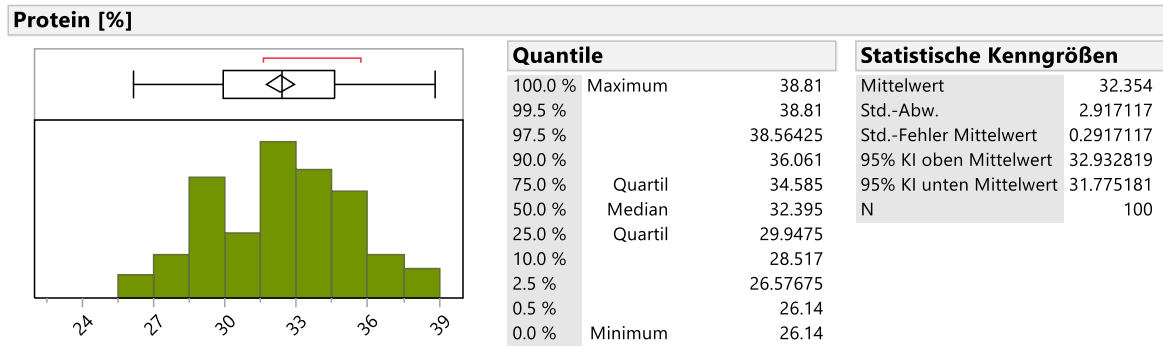 Protein [%]
24 27 30 33 36 39
Quantile
100.0 % Maximum 38.81
99.5 % 38.81
97.5 % 38.56425
90.0 % 36.061
75.0 % Quartil 34.585
50.0 % Median 32.395
25.0 % Quartil 29.9475
10.0 % 28.517
2.5 % 26.57675
0.5 % 26.14
0.0 % Minimum 26.14
Statistische Kenngrößen
Mittelwert 32.354
Std.-Abw. 2.917117
Std.-Fehler Mittelwert 0.2917117
95% KI oben Mittelwert 32.932819
95% KI unten Mittelwert 31.775181
N 100